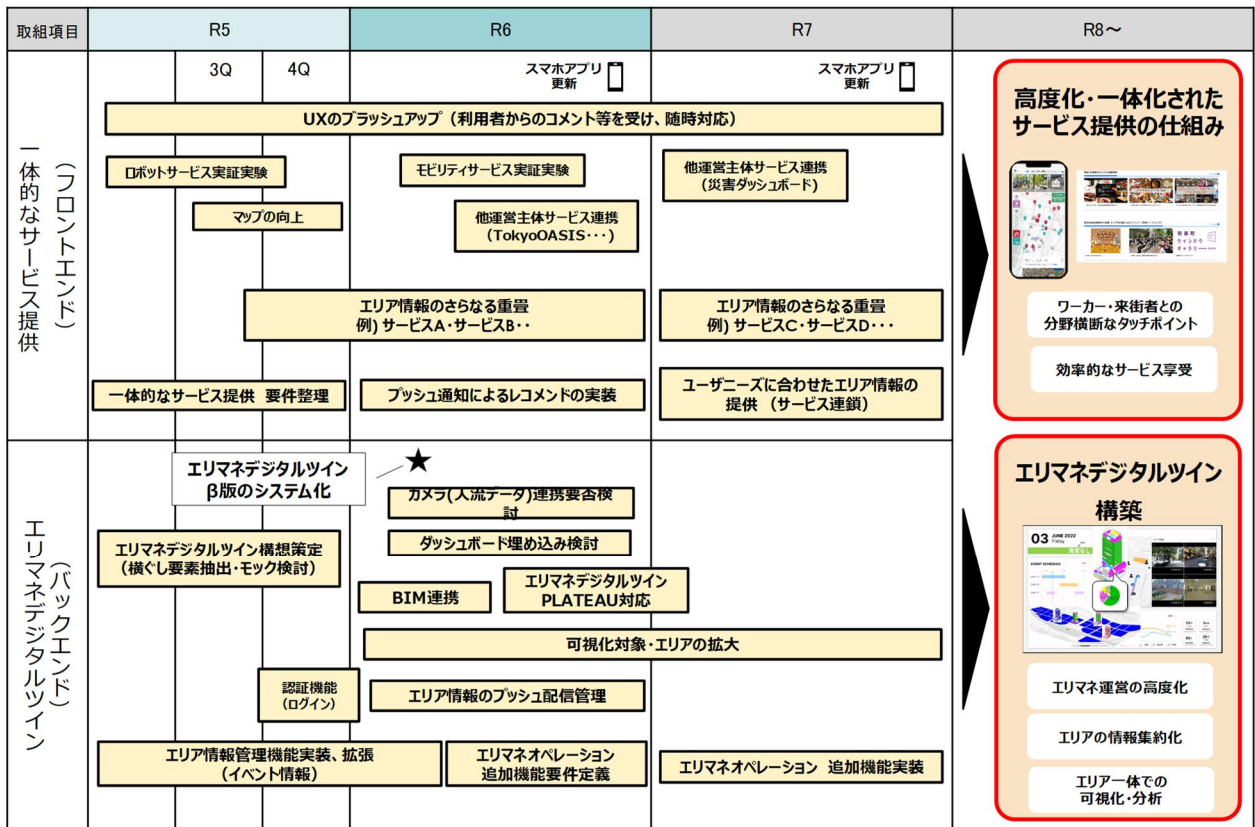 取組項目
R5
R6
R7
R8～
3Q
4Q
スマホアプリ
更新
スマホアプリ
更新
一体的なサービス提供
（フロントエンド）
UXのブラッシュアップ（利用者からのコメント等を受け、随時対応）
ロボットサービス実証実験
モビリティサービス実証実験
他運営主体サービス連携
（災害ダッシュボード）
マップの向上
他運営主体サービス連携
（TokyoOASIS・・・）
エリア情報のさらなる重畳
例) サービスA・サービスB・・
エリア情報のさらなる重畳
例) サービスC・サービスD・・・
一体的なサービス提供 要件整理
プッシュ通知によるレコメンドの実装
ユーザニーズに合わせたエリア情報の
提供 （サービス連鎖）
高度化・一体化された
サービス提供の仕組み
有楽町
ウインドウ
ギャラリー
ワーカー・来街者との
分野横断なタッチポイント
効率的なサービス享受
エリマネデジタルツイン
（バックエンド）
エリマネデジタルツイン
β版のシステム化
★
カメラ(人流データ)連携要否検
討
エリマネデジタルツイン構想策定
（横ぐし要素抽出・モック検討）
ダッシュボード埋め込み検討
BIM連携
エリマネデジタルツイン
PLATEAU対応
可視化対象・エリアの拡大
認証機能
（ログイン）
エリア情報のプッシュ配信管理
エリア情報管理機能実装、拡張
（イベント情報）
エリマネオペレーション
追加機能要件定義
エリマネオペレーション 追加機能実装
エリマネデジタルツイン
構築
03 JUNE 2022
Friday
異常なし
EVENT SCHEDULE
エリマネ運営の高度化
エリアの情報集約化
エリア一体での
可視化・分析